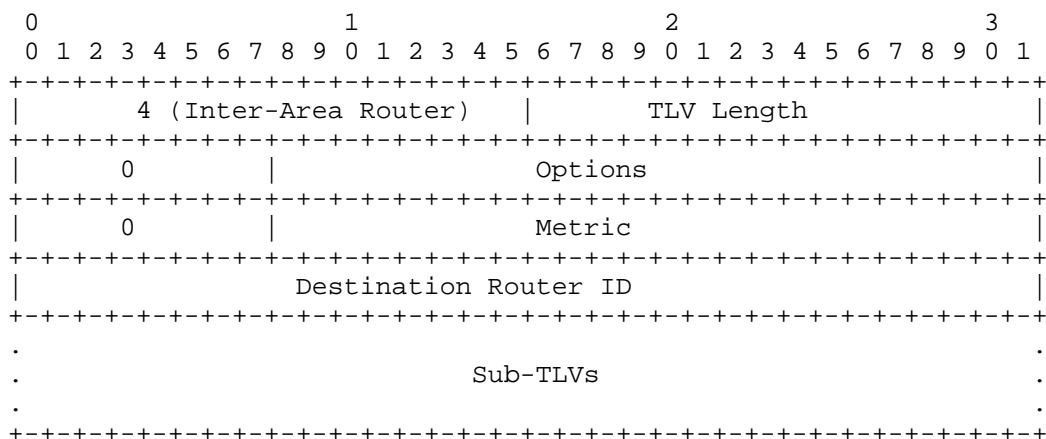 0                   1                   2                   3
 0 1 2 3 4 5 6 7 8 9 0 1 2 3 4 5 6 7 8 9 0 1 2 3 4 5 6 7 8 9 0 1
+-+-+-+-+-+-+-+-+-+-+-+-+-+-+-+-+-+-+-+-+-+-+-+-+-+-+-+-+-+-+-+-+
|       4 (Inter-Area Router)   |       TLV Length              |
+-+-+-+-+-+-+-+-+-+-+-+-+-+-+-+-+-+-+-+-+-+-+-+-+-+-+-+-+-+-+-+-+
|      0        |                Options                        |
+-+-+-+-+-+-+-+-+-+-+-+-+-+-+-+-+-+-+-+-+-+-+-+-+-+-+-+-+-+-+-+-+
|      0        |                Metric                         |
+-+-+-+-+-+-+-+-+-+-+-+-+-+-+-+-+-+-+-+-+-+-+-+-+-+-+-+-+-+-+-+-+
|                 Destination Router ID                         |
+-+-+-+-+-+-+-+-+-+-+-+-+-+-+-+-+-+-+-+-+-+-+-+-+-+-+-+-+-+-+-+-+
.                                                               .
.                            Sub-TLVs                           .
.                                                               .
+-+-+-+-+-+-+-+-+-+-+-+-+-+-+-+-+-+-+-+-+-+-+-+-+-+-+-+-+-+-+-+-+